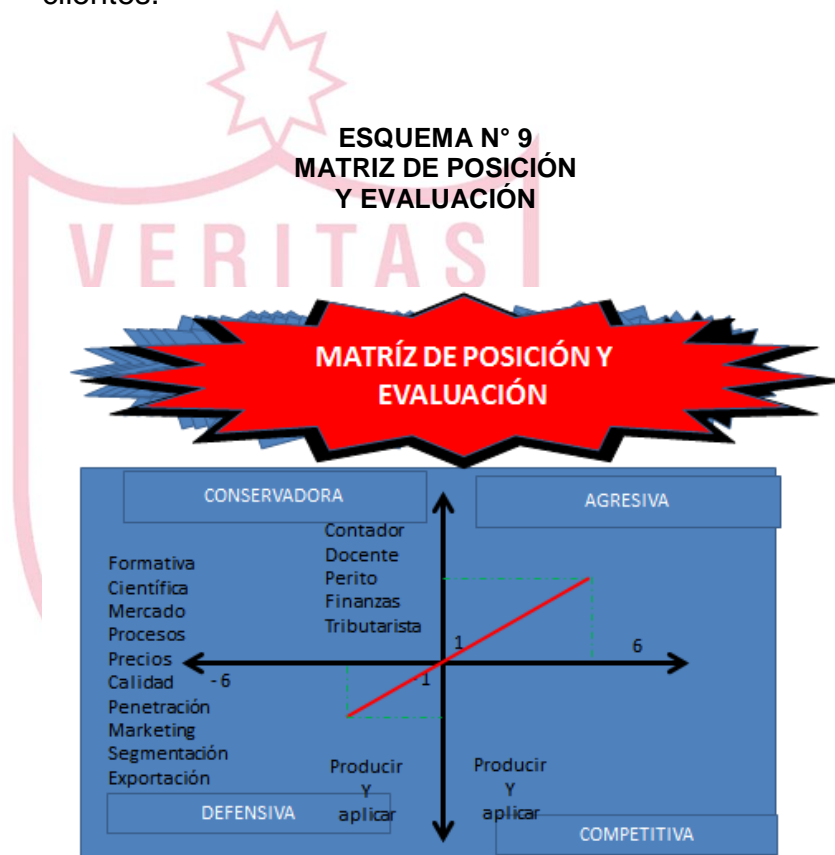 clientes.
ESQUEMA N° 9
MATRIZ DE POSICIÓN
Y EVALUACIÓN
VERITAS
MATRÍZ DE POSICIÓN Y
EVALUACIÓN
CONSERVADORA
AGRESIVA
Contador
Docente
Perito
Finanzas
Tributarista
Formativa
Científica
Mercado
Procesos
Precios
Calidad
Penetración
Marketing
Segmentación
Exportación
1
6
- 6
-1
Producir
Y
aplicar
Producir
Y
aplicar
DEFENSIVA
COMPETITIVA